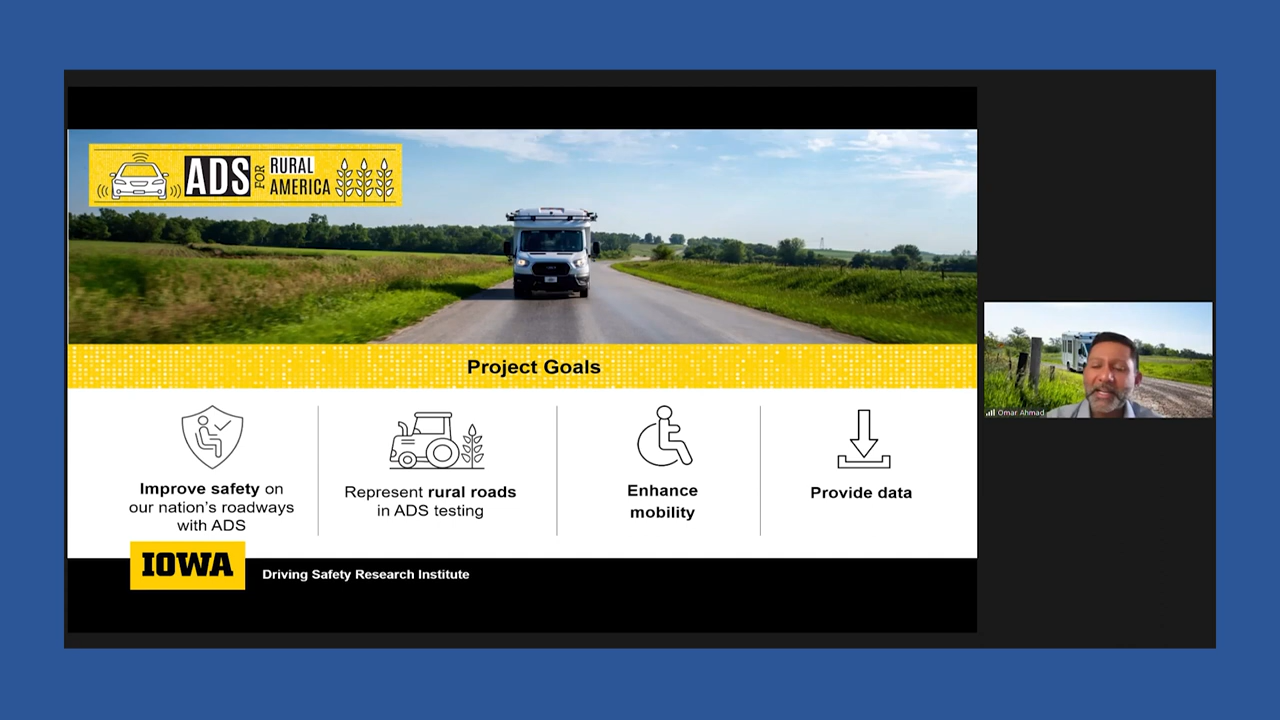 ADS
FOR
RURAL
AMERICA
Project Goals
Improve safety on
our nation's roadways
with ADS
Represent rural roads
in ADS testing
Enhance
mobility
Provide data
Omar Ahmad
IOWA
Driving Safety Research Institute